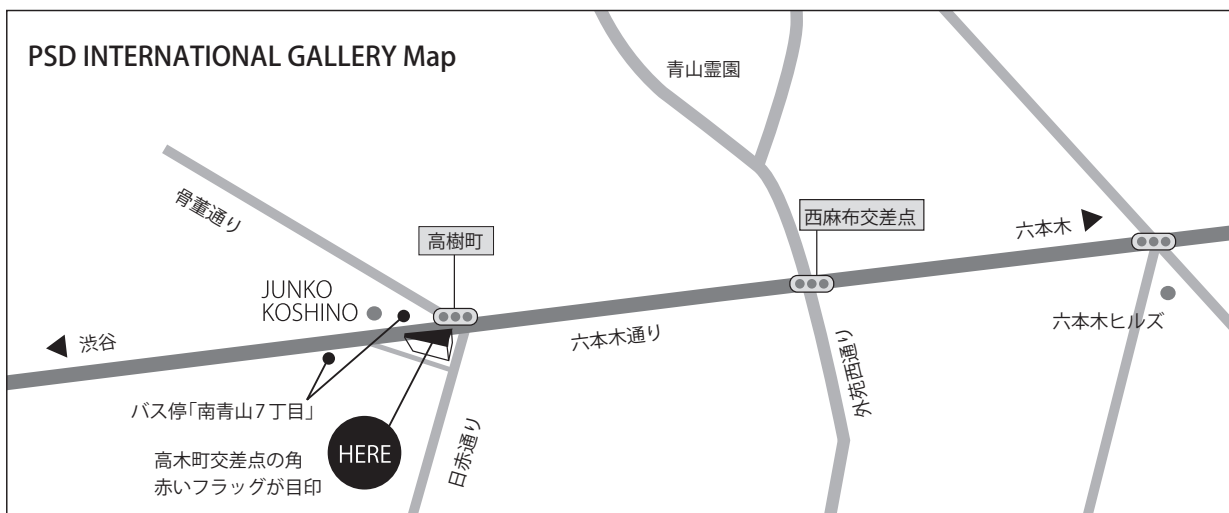 PSD INTERNATIONAL GALLERY Map
青山霊園
骨董通り
高樹町
西麻布交差点
六本木
JUNKO
KOSHINO
渋谷
六本木通り
六本木ヒルズ
外苑西通り
バス停「南青山7丁目」
HERE
日赤通り
高木町交差点の角
赤いフラッグが目印